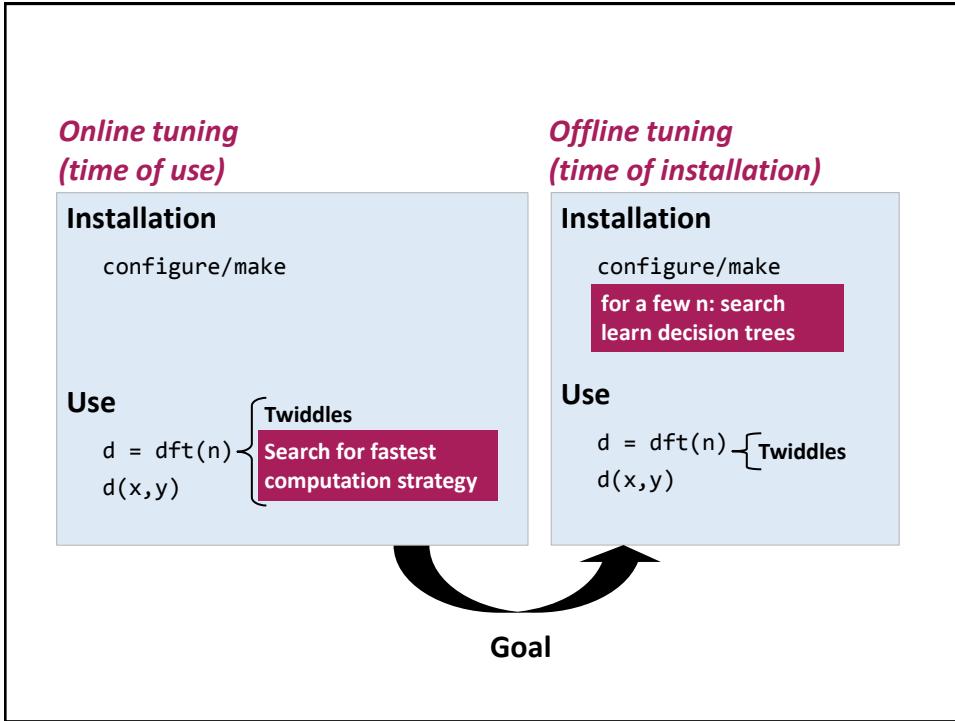 Online tuning
(time of use)
Installation
configure/make
Use
d = dft(n)
d(x,y)
Twiddles
Search for fastest
computation strategy
Offline tuning
(time of installation)
Installation
configure/make
for a few n: search
learn decision trees
Use
d = dft(n)
d(x,y)
Twiddles
Goal